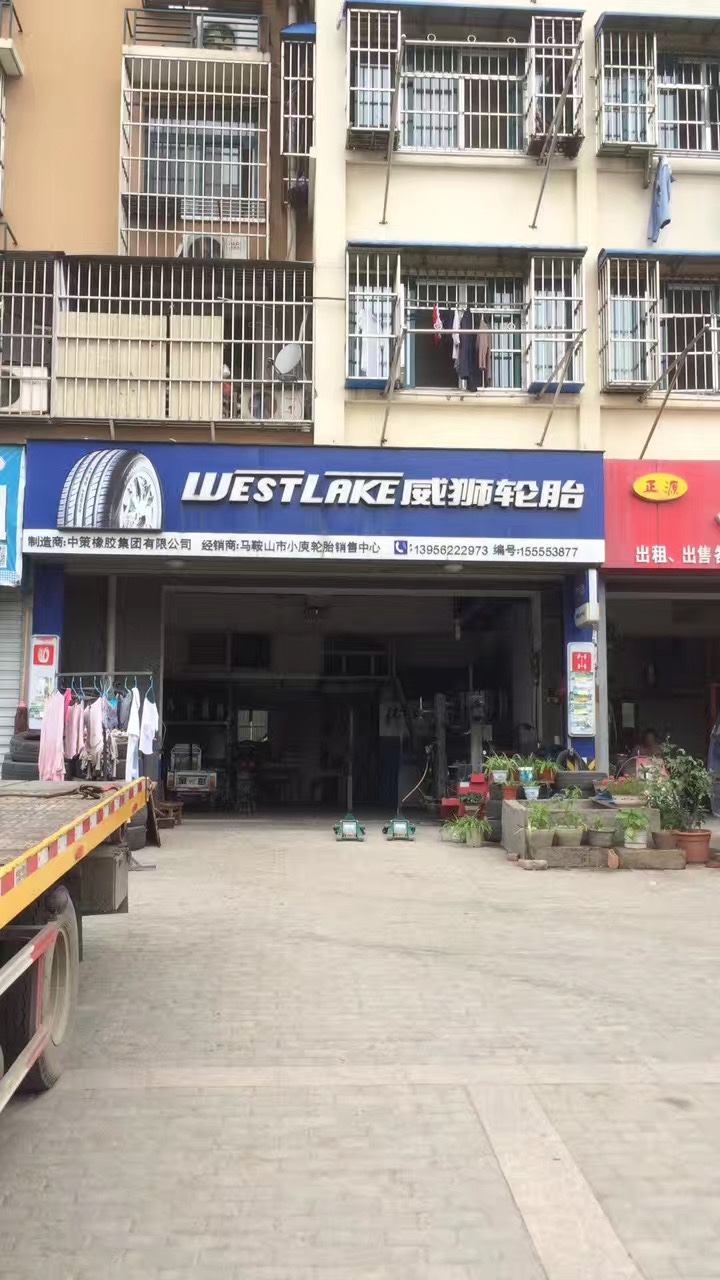 WESTLAKE威狮轮胎
制造商:中策橡胶集团有限公司 经销商:马鞍山市小庾轮胎销售中心 13956222973 编号:155553877
正源
出租、出售各